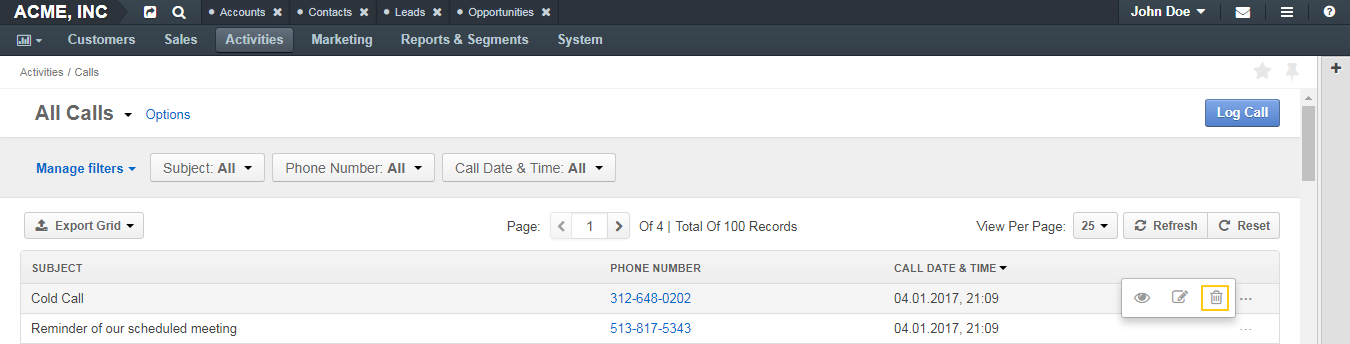 ACME, INC Accounts Contacts Leads Opportunities John Doe
Customers Sales Activities Marketing Reports & Segments System
Activities / Calls
All Calls Options Log Call
Manage filters Subject: All Phone Number: All Call Date & Time: All
Export Grid Page: 1 Of 4 | Total Of 100 Records View Per Page: 25 Refresh Reset
SUBJECT PHONE NUMBER CALL DATE & TIME
Cold Call 312-648-0202 04.01.2017, 21:09
Reminder of our scheduled meeting 513-817-5343 04.01.2017, 21:09